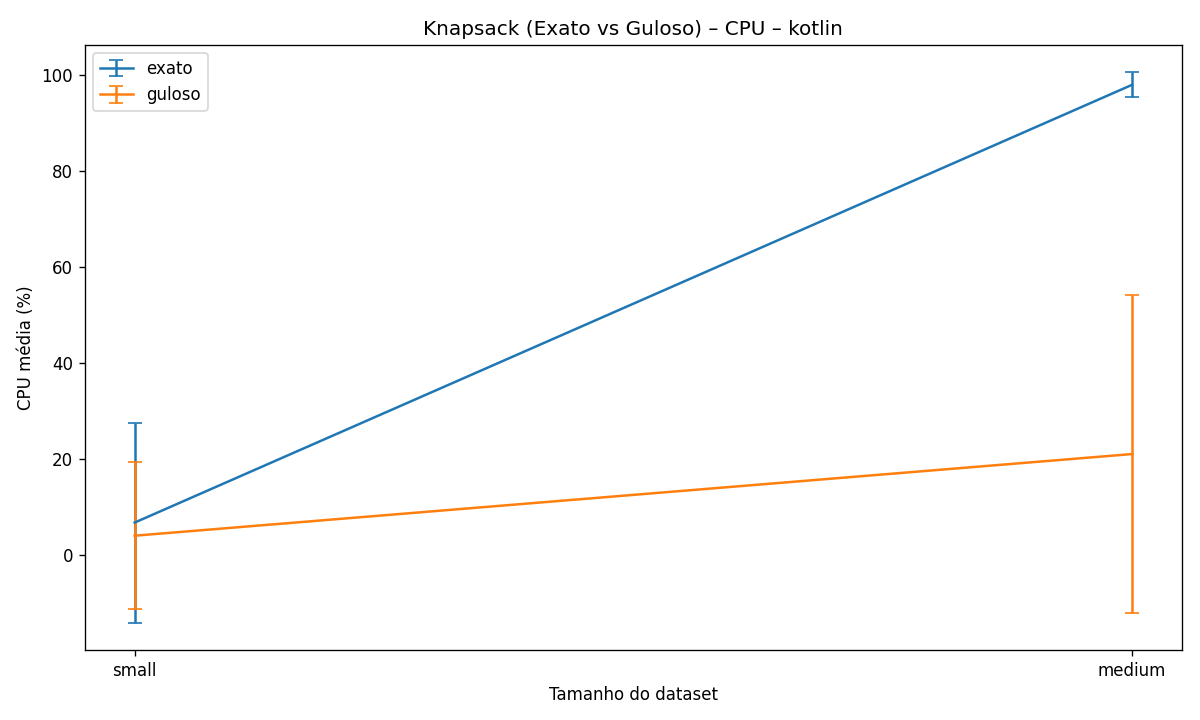 Knapsack (Exato vs Guloso) – CPU – kotlin
exato
guloso
CPU média (%)
100
80
60
40
20
0
small
medium
Tamanho do dataset